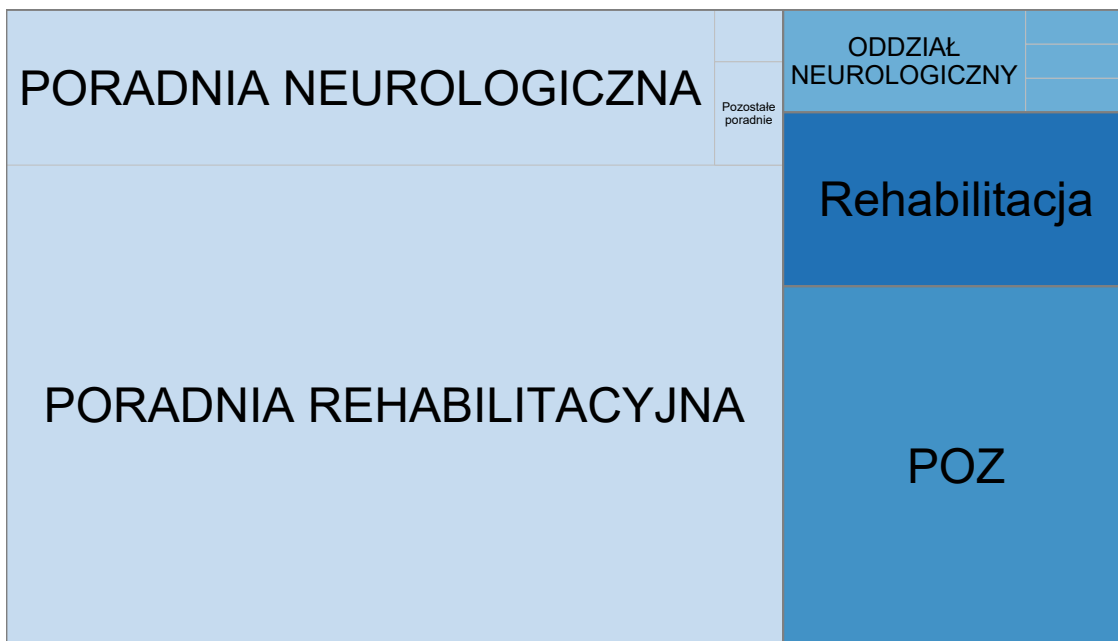 PORADNIA NEUROLOGICZNA
Pozostałe
poradnie
ODDZIAŁ
NEUROLOGICZNY
Rehabilitacja
PORADNIA REHABILITACYJNA
POZ